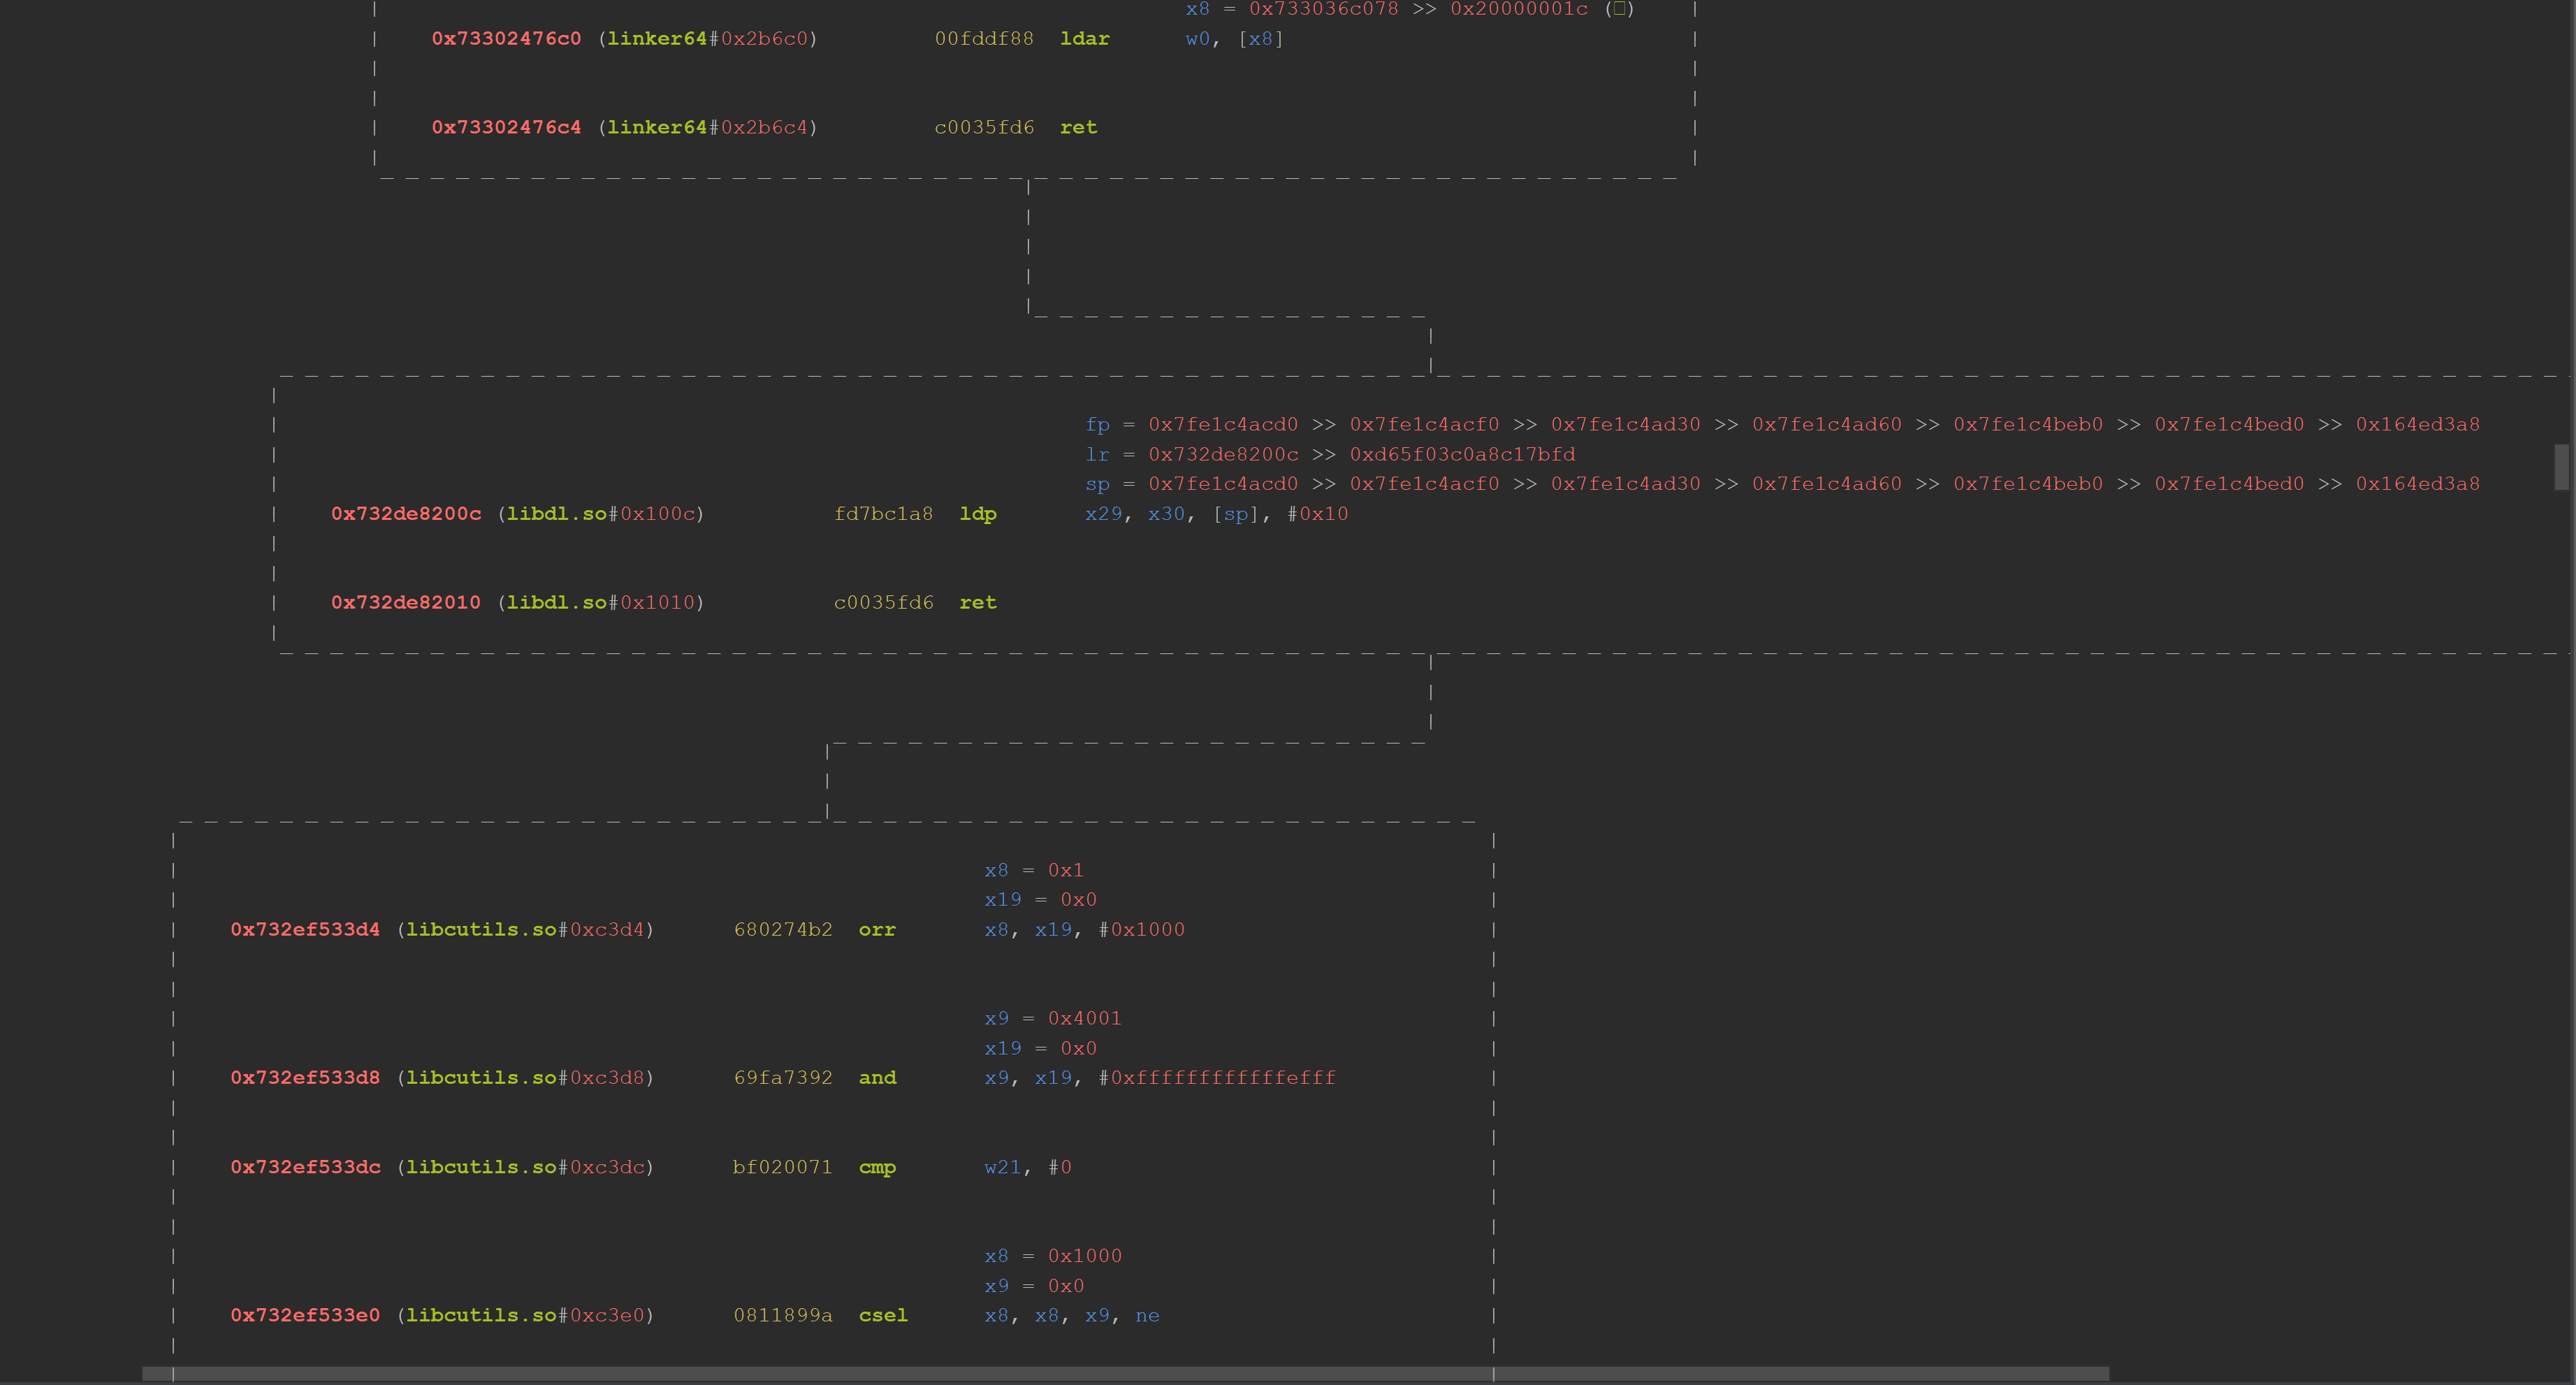 x8 = 0x733036c078 >> 0x20000001c (□)
0x73302476c0 (linker64#0x2b6c0) 00fddf88 ldar w0, [x8]
0x73302476c4 (linker64#0x2b6c4) c0035fd6 ret
fp = 0x7fe1c4acd0 >> 0x7fe1c4acf0 >> 0x7fe1c4ad30 >> 0x7fe1c4ad60 >> 0x7fe1c4beb0 >> 0x7fe1c4bed0 >> 0x164ed3a8
lr = 0x732de8200c >> 0xd65f03c0a8c17bfd
sp = 0x7fe1c4acd0 >> 0x7fe1c4acf0 >> 0x7fe1c4ad30 >> 0x7fe1c4ad60 >> 0x7fe1c4beb0 >> 0x7fe1c4bed0 >> 0x164ed3a8
0x732de8200c (libdl.so#0x100c) fd7bc1a8 ldp x29, x30, [sp], #0x10
0x732de82010 (libdl.so#0x1010) c0035fd6 ret
x8 = 0x1
x19 = 0x0
0x732ef533d4 (libcutils.so#0xc3d4) 680274b2 orr x8, x19, #0x1000
x9 = 0x4001
x19 = 0x0
0x732ef533d8 (libcutils.so#0xc3d8) 69fa7392 and x9, x19, #0xffffffffffffefff
0x732ef533dc (libcutils.so#0xc3dc) bf020071 cmp w21, #0
x8 = 0x1000
x9 = 0x0
0x732ef533e0 (libcutils.so#0xc3e0) 0811899a csel x8, x8, x9, ne